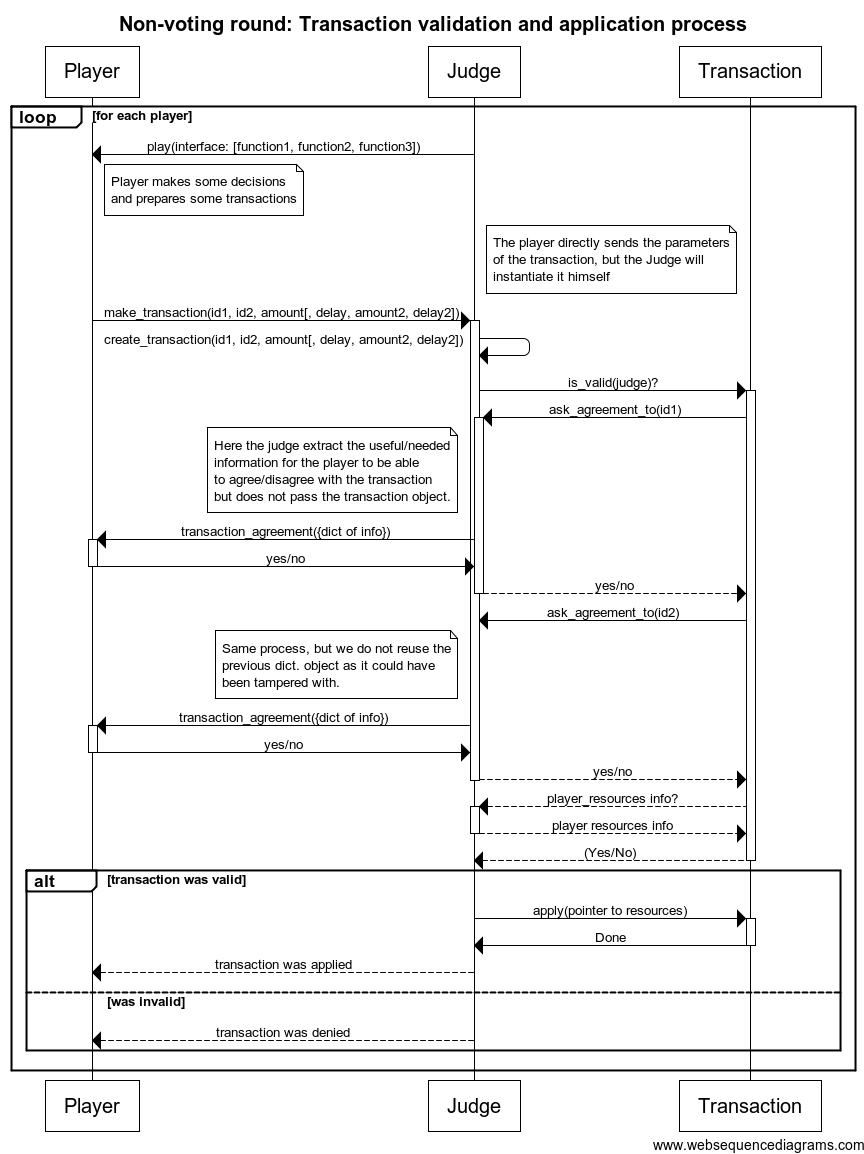 Non-voting round: Transaction validation and application process
Player
Judge
Transaction
loop
[for each player]
play(interface: [function1, function2, function3])
Player makes some decisions
and prepares some transactions
The player directly sends the parameters
of the transaction, but the Judge will
instantiate it himself
make_transaction(id1, id2, amount[, delay, amount2, delay2])
create_transaction(id1, id2, amount[, delay, amount2, delay2])
is_valid(judge)?
ask_agreement_to(id1)
Here the judge extract the useful/needed
information for the player to be able
to agree/disagree with the transaction
but does not pass the transaction object.
transaction_agreement({dict of info})
yes/no
yes/no
ask_agreement_to(id2)
Same process, but we do not reuse the
previous dict. object as it could have
been tampered with.
transaction_agreement({dict of info})
yes/no
yes/no
player_resources info?
player resources info
(Yes/No)
alt
[transaction was valid]
apply(pointer to resources)
Done
transaction was applied
[was invalid]
transaction was denied
Player
Judge
Transaction
www.websequencediagrams.com